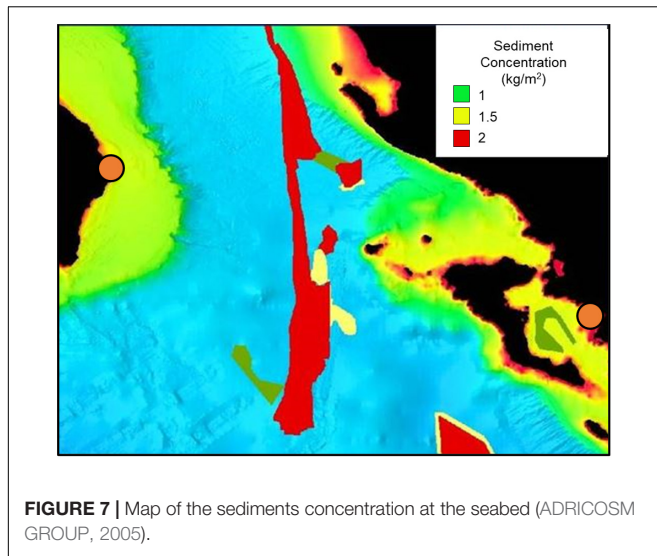 Sediment
Concentration
(kg/m²)
1
1.5
2
FIGURE 7 | Map of the sediments concentration at the seabed (ADRICOSM
GROUP, 2005).